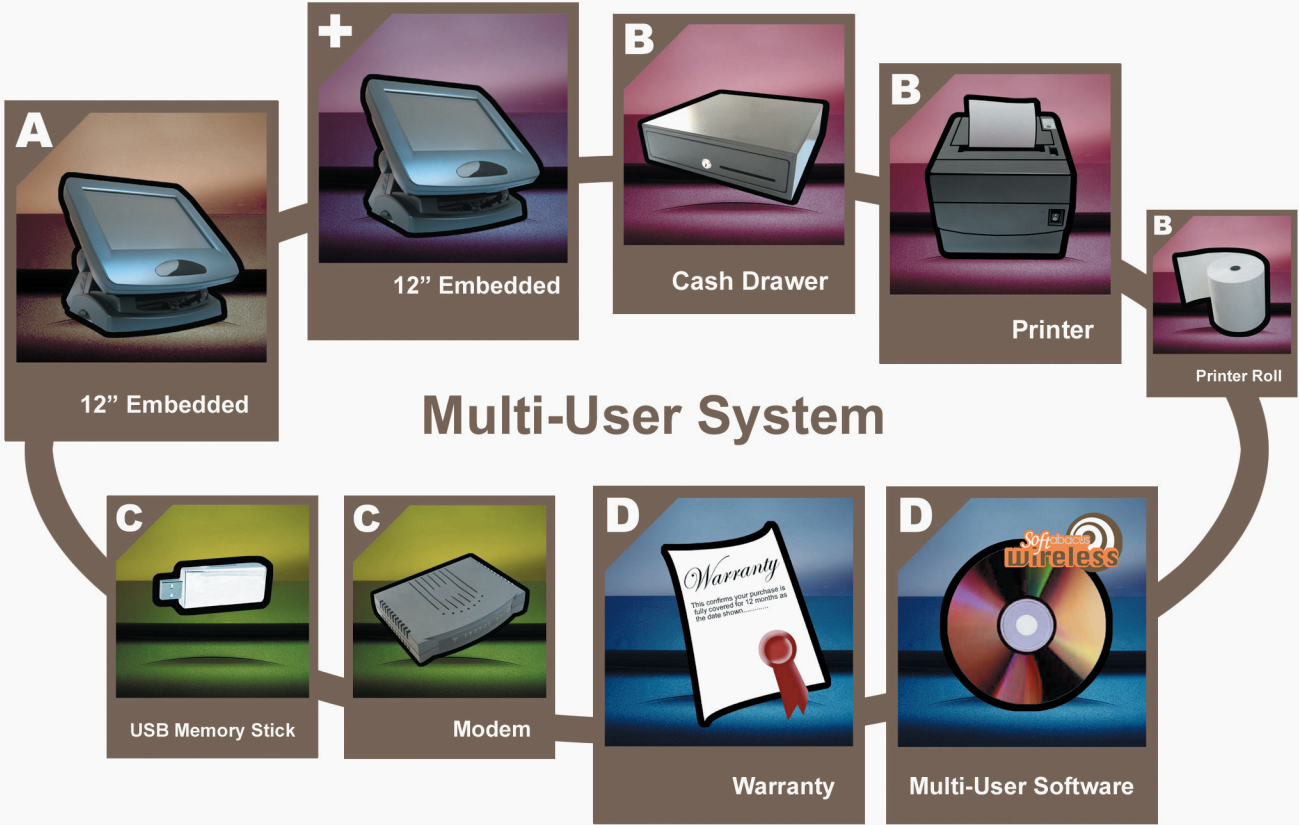 +
B
B
A
B
12” Embedded
Cash Drawer
Printer
Printer Roll
12” Embedded
Multi-User System
C
C
D
D
Softabacus
wireless
Warranty
This confirms your purchase is
fully covered for 12 months as
the date shown............
USB Memory Stick
Modem
Warranty
Multi-User Software